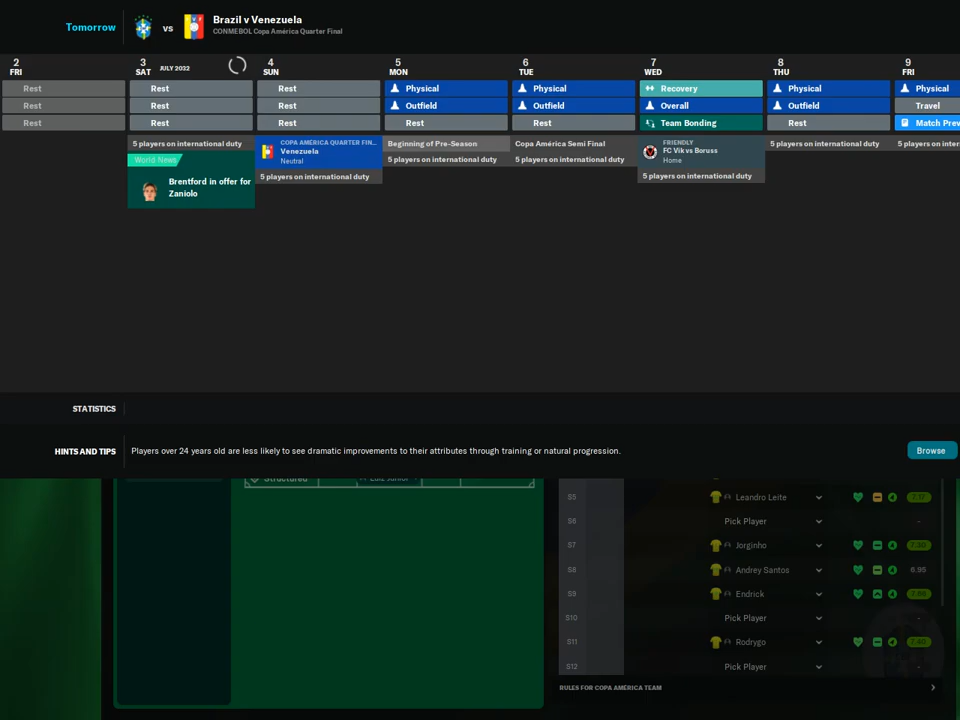 Tomorrow
vs
Brazil v Venezuela
CONMEBOL Copa América Quarter Final
2
FRI
3
SAT
JULY 2032
4
SUN
5
MON
6
TUE
7
WED
8
THU
9
FRI
Rest
Rest
Rest
Physical
Physical
Recovery
Physical
Physical
Rest
Rest
Rest
Outfield
Outfield
Overall
Outfield
Travel
Rest
Rest
Rest
Rest
Rest
Team Bonding
Rest
Match Prev
5 players on international duty
World News
Brentford in offer for
Zaniolo
COPA AMÉRICA QUARTER FIN...
Venezuela
Neutral
5 players on international duty
Beginning of Pre-Season
5 players on international duty
Copa América Semi Final
5 players on international duty
FRIENDLY
FC Vik vs Boruss
Home
5 players on international duty
5 players on international duty
5 players on intern
STATISTICS
HINTS AND TIPS
Players over 24 years old are less likely to see dramatic improvements to their attributes through training or natural progression.
Browse
Structured
Luiz Júnior
S5
Leandro Leite
7.17
S6
Pick Player
-
S7
Jorginho
7.30
S8
Andrey Santos
6.95
S9
Endrick
S10
Pick Player
-
S11
Rodrygo
S12
Pick Player
-
RULES FOR COPA AMÉRICA TEAM